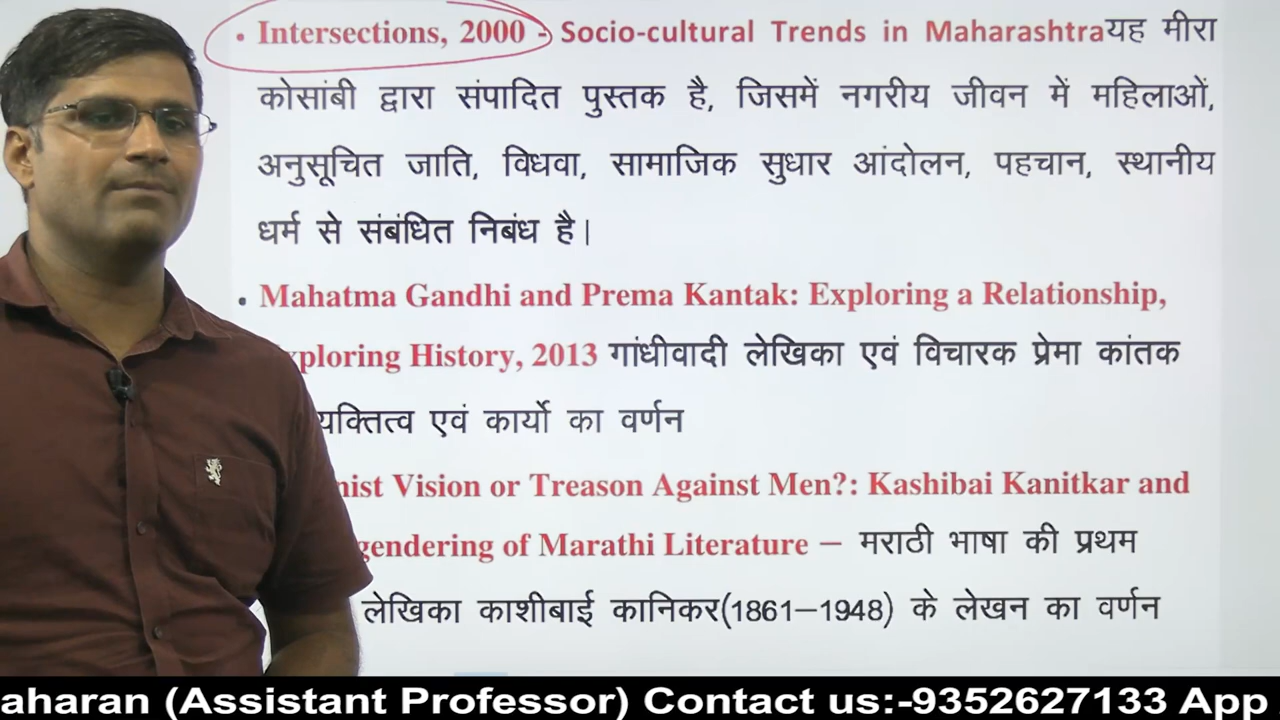 • Intersections, 2000 - Socio-cultural Trends in Maharashtraयह मीरा
कोसांबी द्वारा संपादित पुस्तक है, जिसमें नगरीय जीवन में महिलाओं,
अनुसूचित जाति, विधवा, सामाजिक सुधार आंदोलन, पहचान, स्थानीय
धर्म से संबंधित निबंध है।
• Mahatma Gandhi and Prema Kantak: Exploring a Relationship,
xploring History, 2013 गांधीवादी लेखिका एवं विचारक प्रेमा कांतक
यक्तित्व एवं कार्यो का वर्णन
nist Vision or Treason Against Men?: Kashibai Kanitkar and
gendering of Marathi Literature – मराठी भाषा की प्रथम
लेखिका काशीबाई कानिकर(1861–1948) के लेखन का वर्णन
aharan (Assistant Professor) Contact us:-9352627133 App